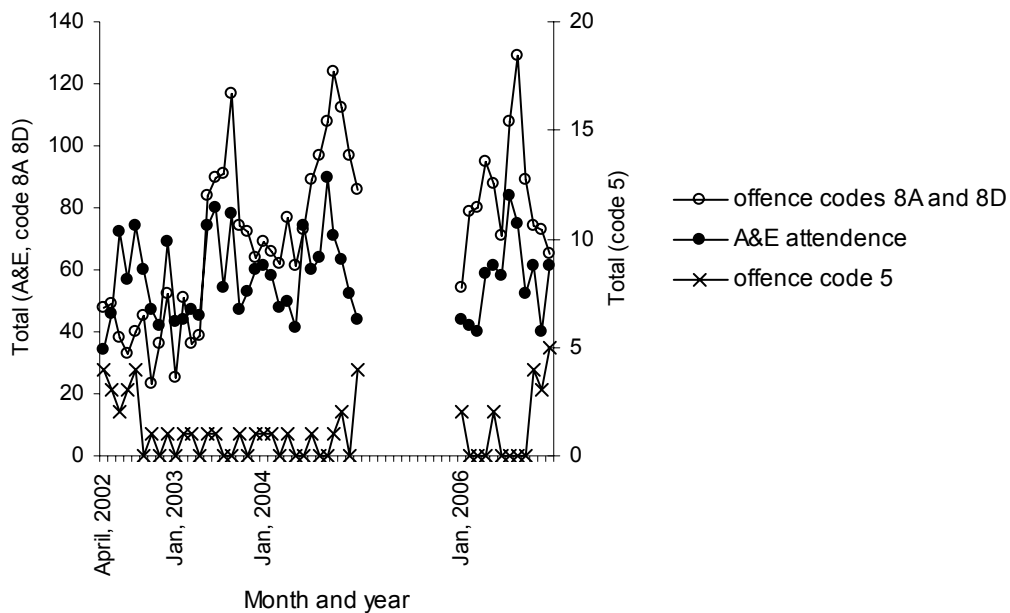 140
120
100
80
60
40
20
0
Total (A&E, code 8A 8D)
20
15
10
5
0
Total (code 5)
April, 2002
Jan, 2003
Jan, 2004
Jan, 2006
Month and year
offence codes 8A and 8D
A&E attendence
offence code 5